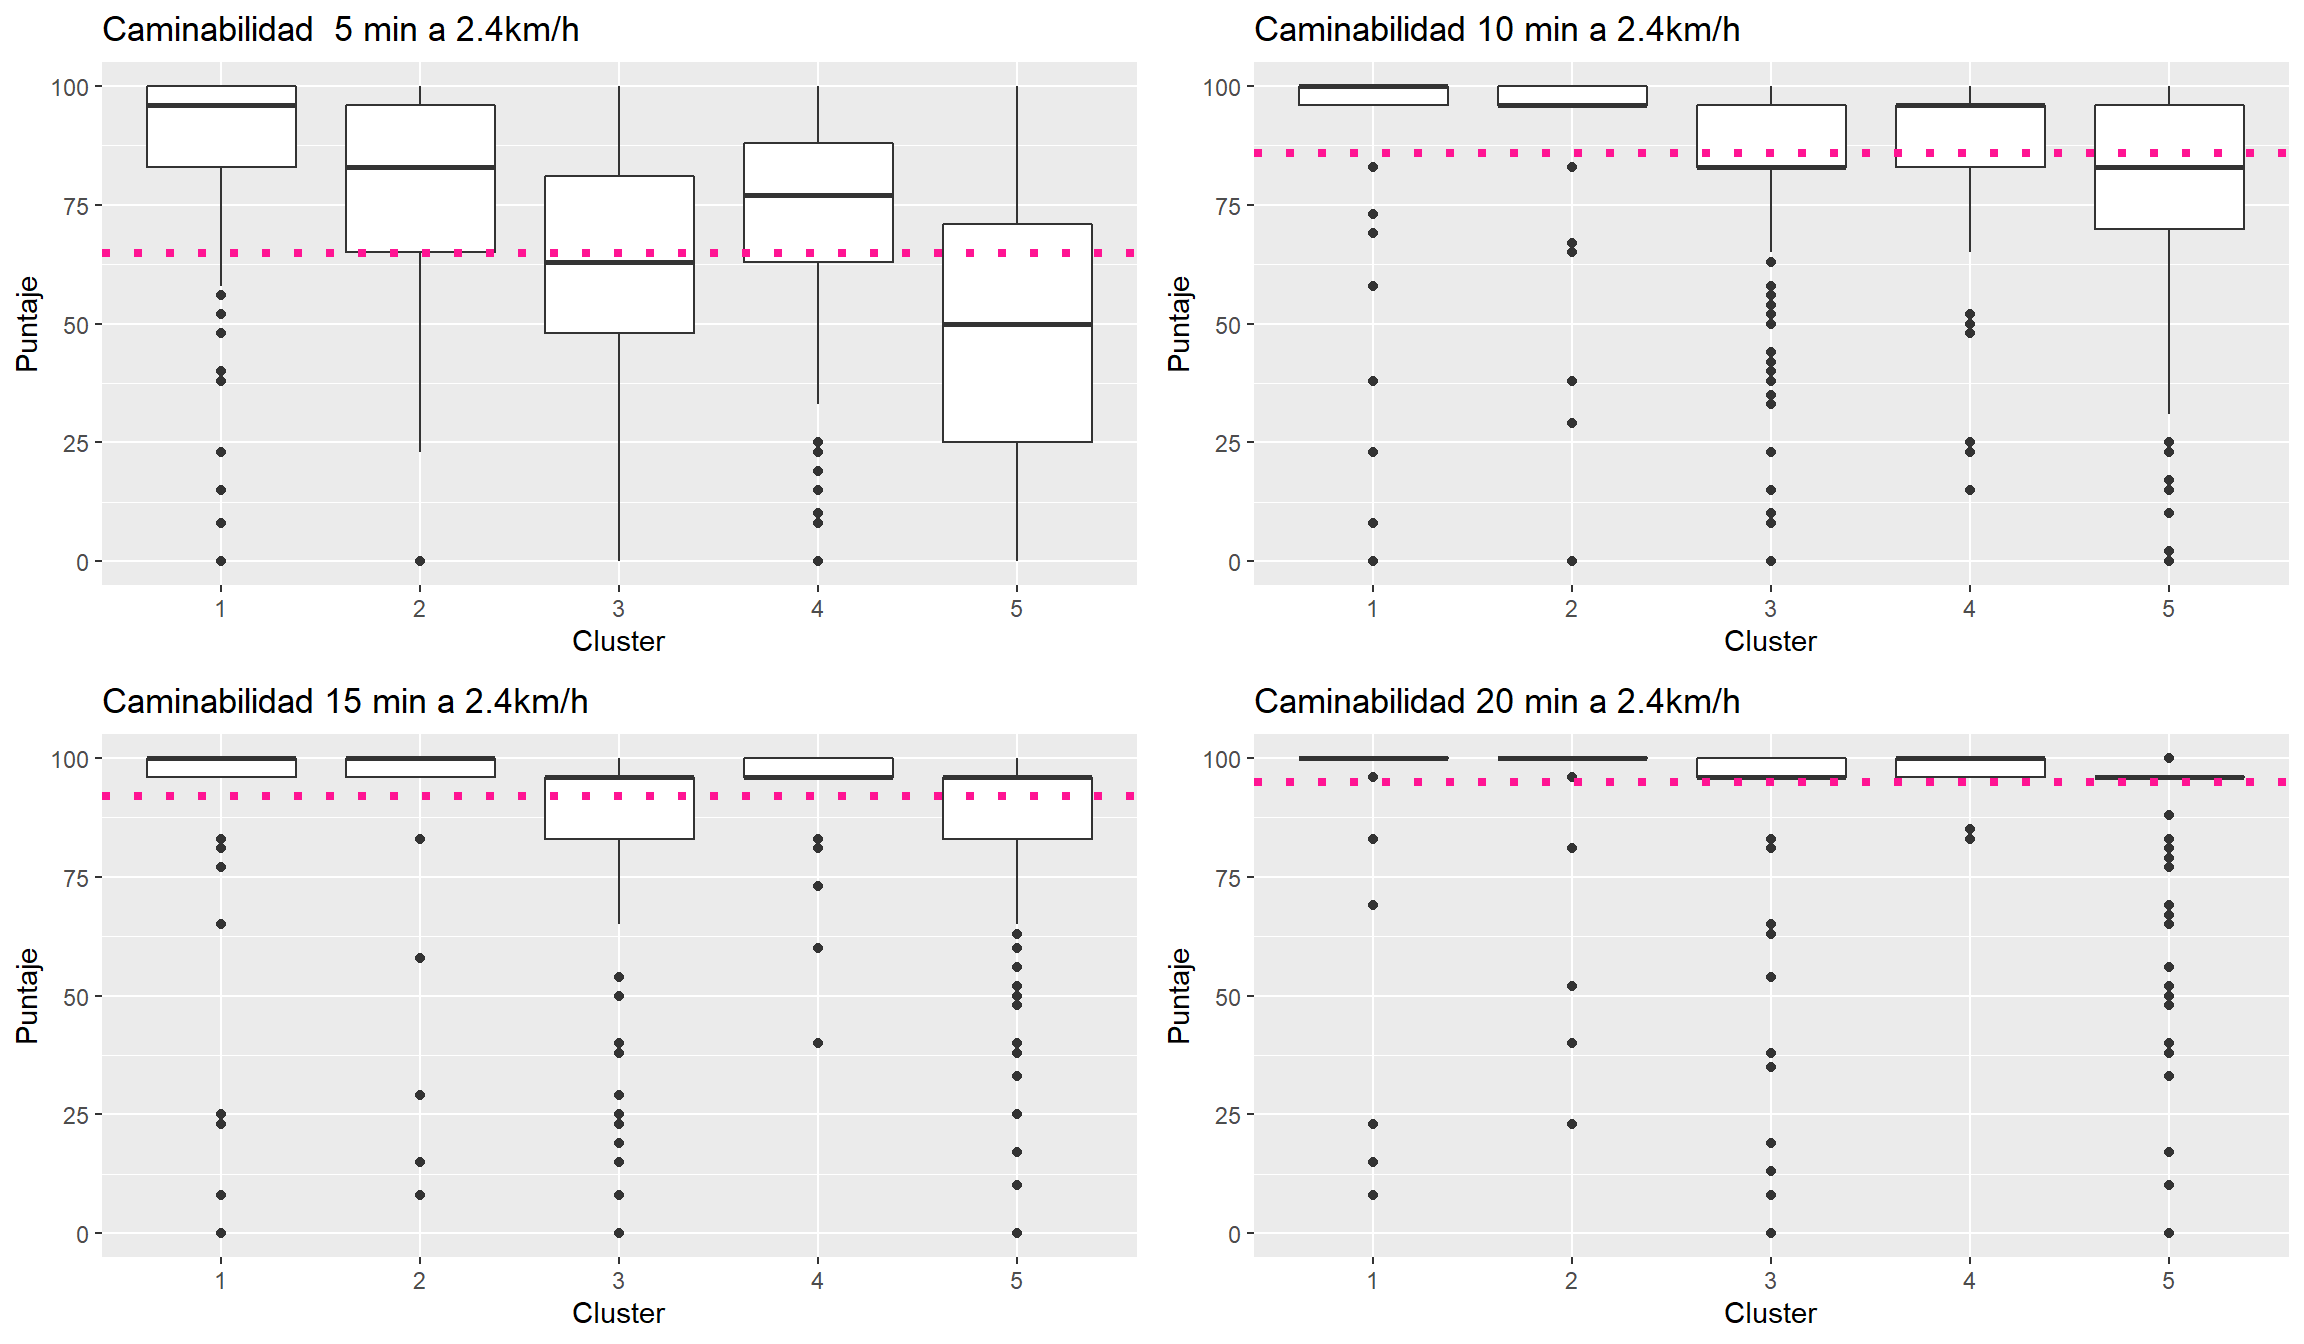 Caminabilidad  5 min a 2.4km/h
100
75
50
25
0
Puntaje
1 2 3 4 5
Cluster
Caminabilidad 10 min a 2.4km/h
100
75
50
25
0
Puntaje
1 2 3 4 5
Cluster
Caminabilidad 15 min a 2.4km/h
100
75
50
25
0
Puntaje
1 2 3 4 5
Cluster
Caminabilidad 20 min a 2.4km/h
100
75
50
25
0
Puntaje
1 2 3 4 5
Cluster